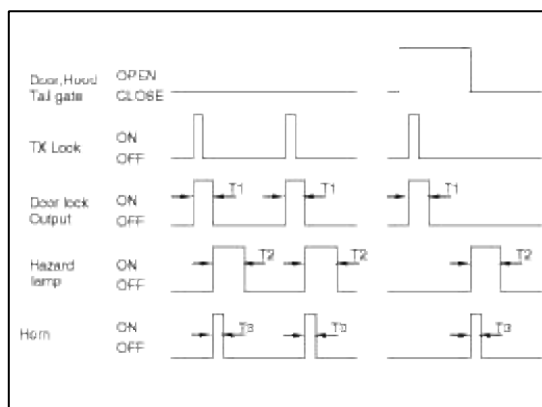 Door, Hood OPEN
Tail gate CLOSE
TX Lock ON
OFF
T1 T1 T1
Door lock ON
Output OFF
T2 T2 T2
Hazard ON
lamp OFF
Horn ON
T3 T3 T3
OFF